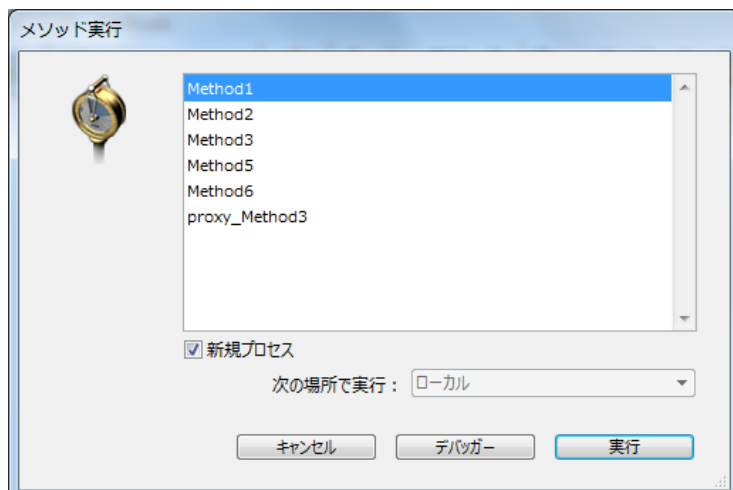 メソッド実行
Method1
Method2
Method3
Method5
Method6
proxy_Method3
新規プロセス
次の場所で実行： ローカル
キャンセル デバッガー 実行